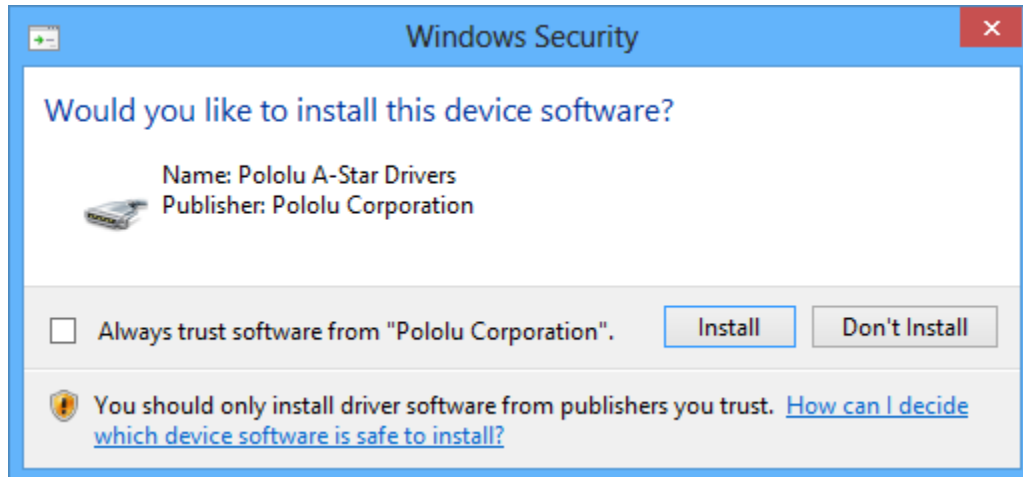 Windows Security
Would you like to install this device software?
Name: Pololu A-Star Drivers
Publisher: Pololu Corporation
Always trust software from "Pololu Corporation".
Install
Don't Install
You should only install driver software from publishers you trust. How can I decide
which device software is safe to install?